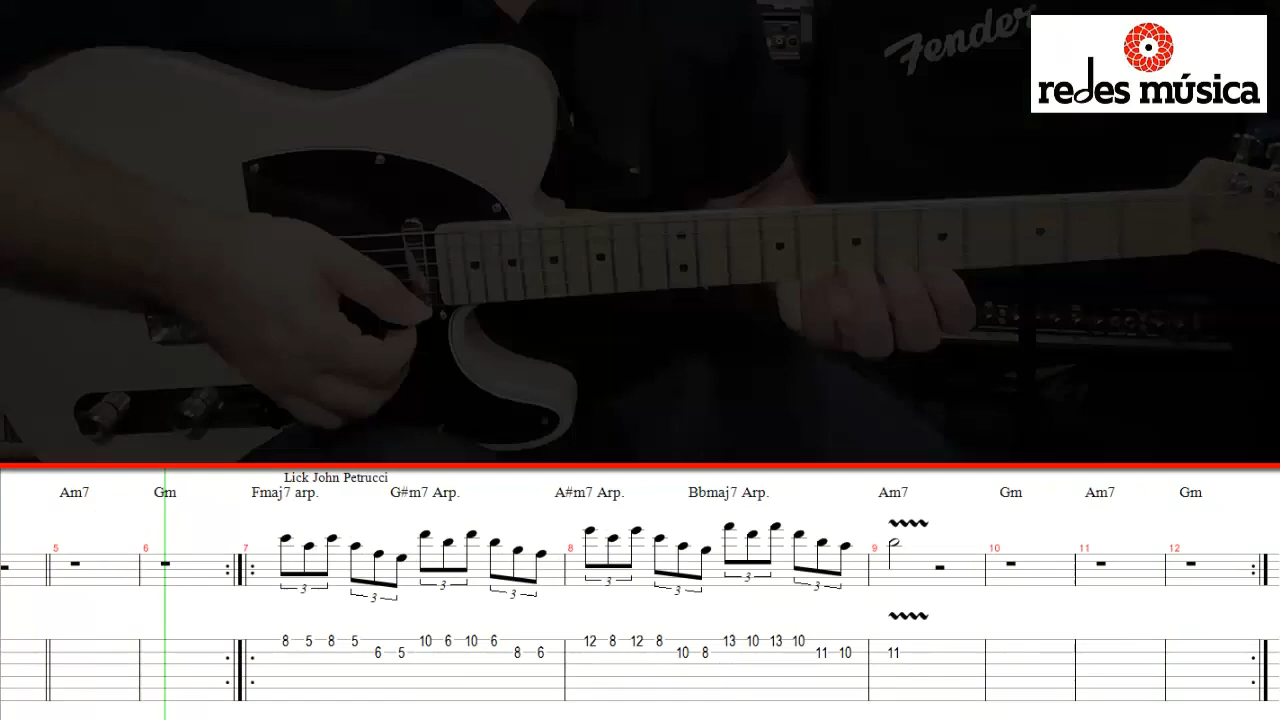 Fender
redes música
Lick John Petrucci
Am7 Gm Fmaj7 arp. G#m7 Arp. A#m7 Arp. Bbmaj7 Arp. Am7 Gm Am7 Gm
5 6 7 8 9 10 11 12
3 3 3 3 3 3 3 3
8 5 8 5 10 6 10 6 12 8 12 8 13 10 13 10
6 5 8 6 10 8 11 10 11